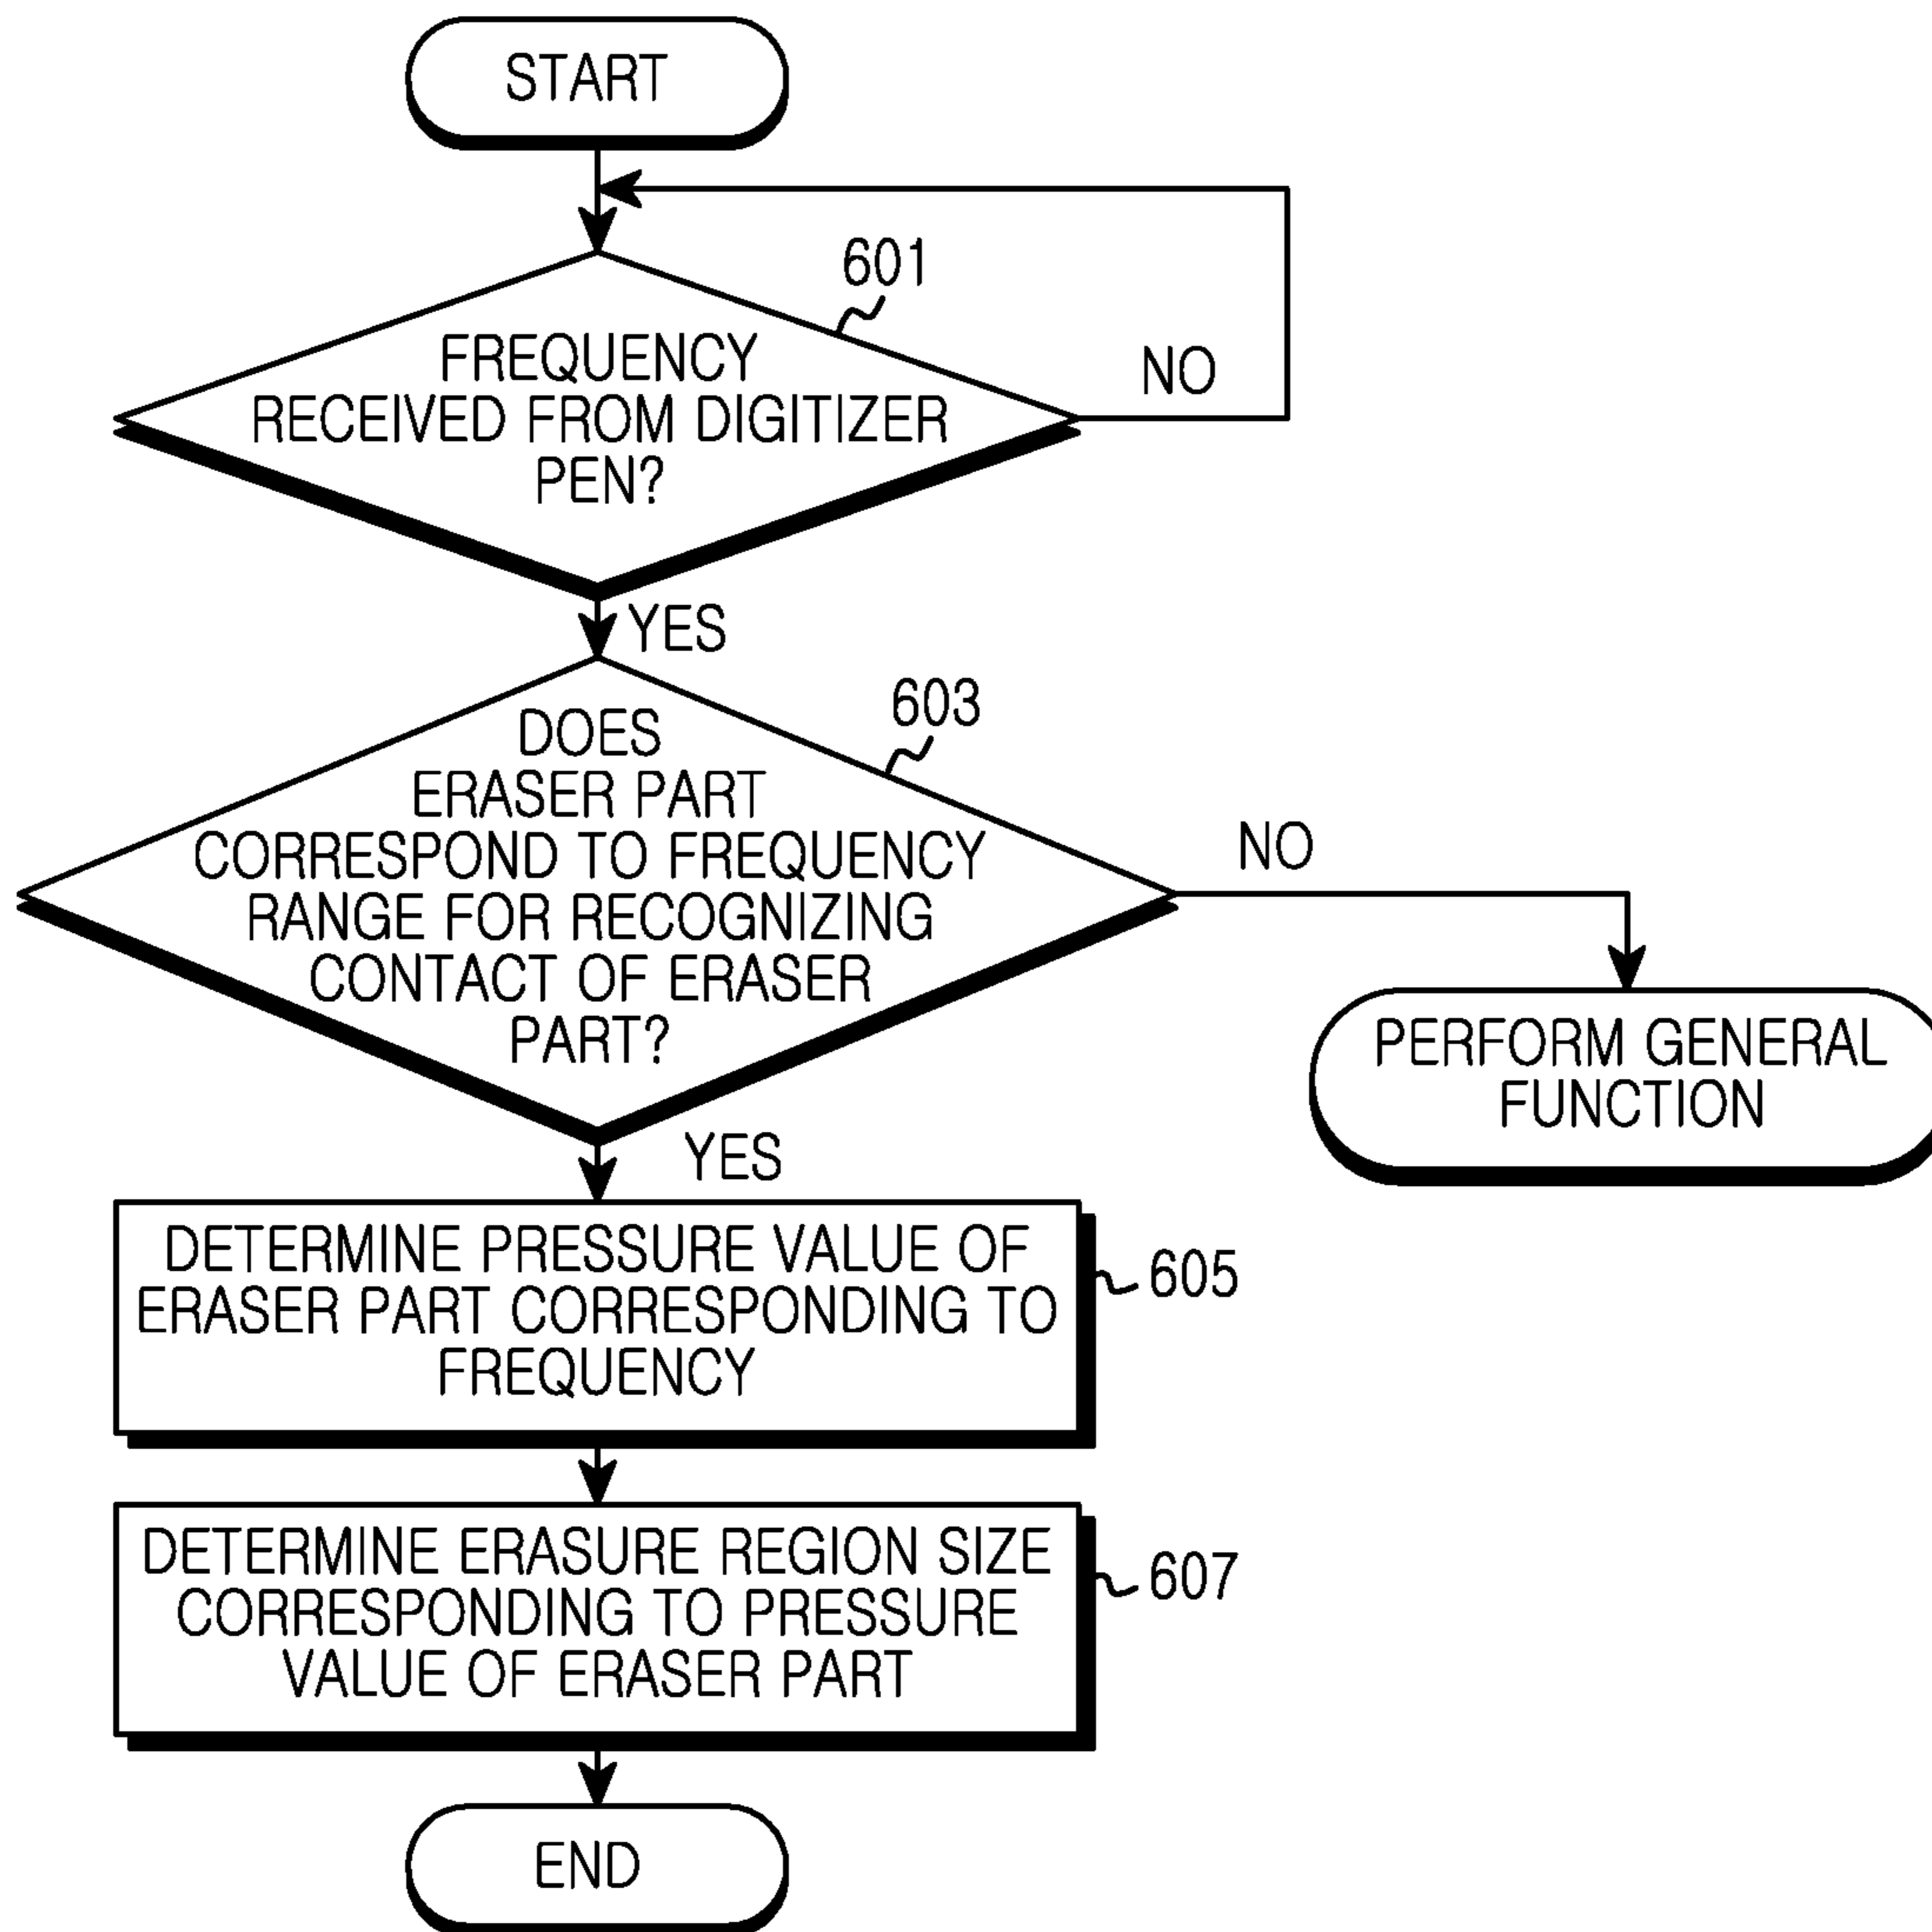 START
601
FREQUENCY
RECEIVED FROM DIGITIZER
PEN?
NO
YES
603
DOES
ERASER PART
CORRESPOND TO FREQUENCY
RANGE FOR RECOGNIZING
CONTACT OF ERASER
PART?
NO
PERFORM GENERAL
FUNCTION
YES
DETERMINE PRESSURE VALUE OF
ERASER PART CORRESPONDING TO
FREQUENCY
605
DETERMINE ERASURE REGION SIZE
CORRESPONDING TO PRESSURE
VALUE OF ERASER PART
607
END